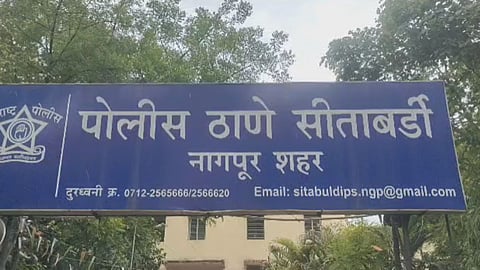 पोलीस ठाणे सीताबर्डी
नागपूर शहर
दुरध्वनी क्र. 0712-2565666/2566620 Email: sitabuldips.ngp@gmail.com